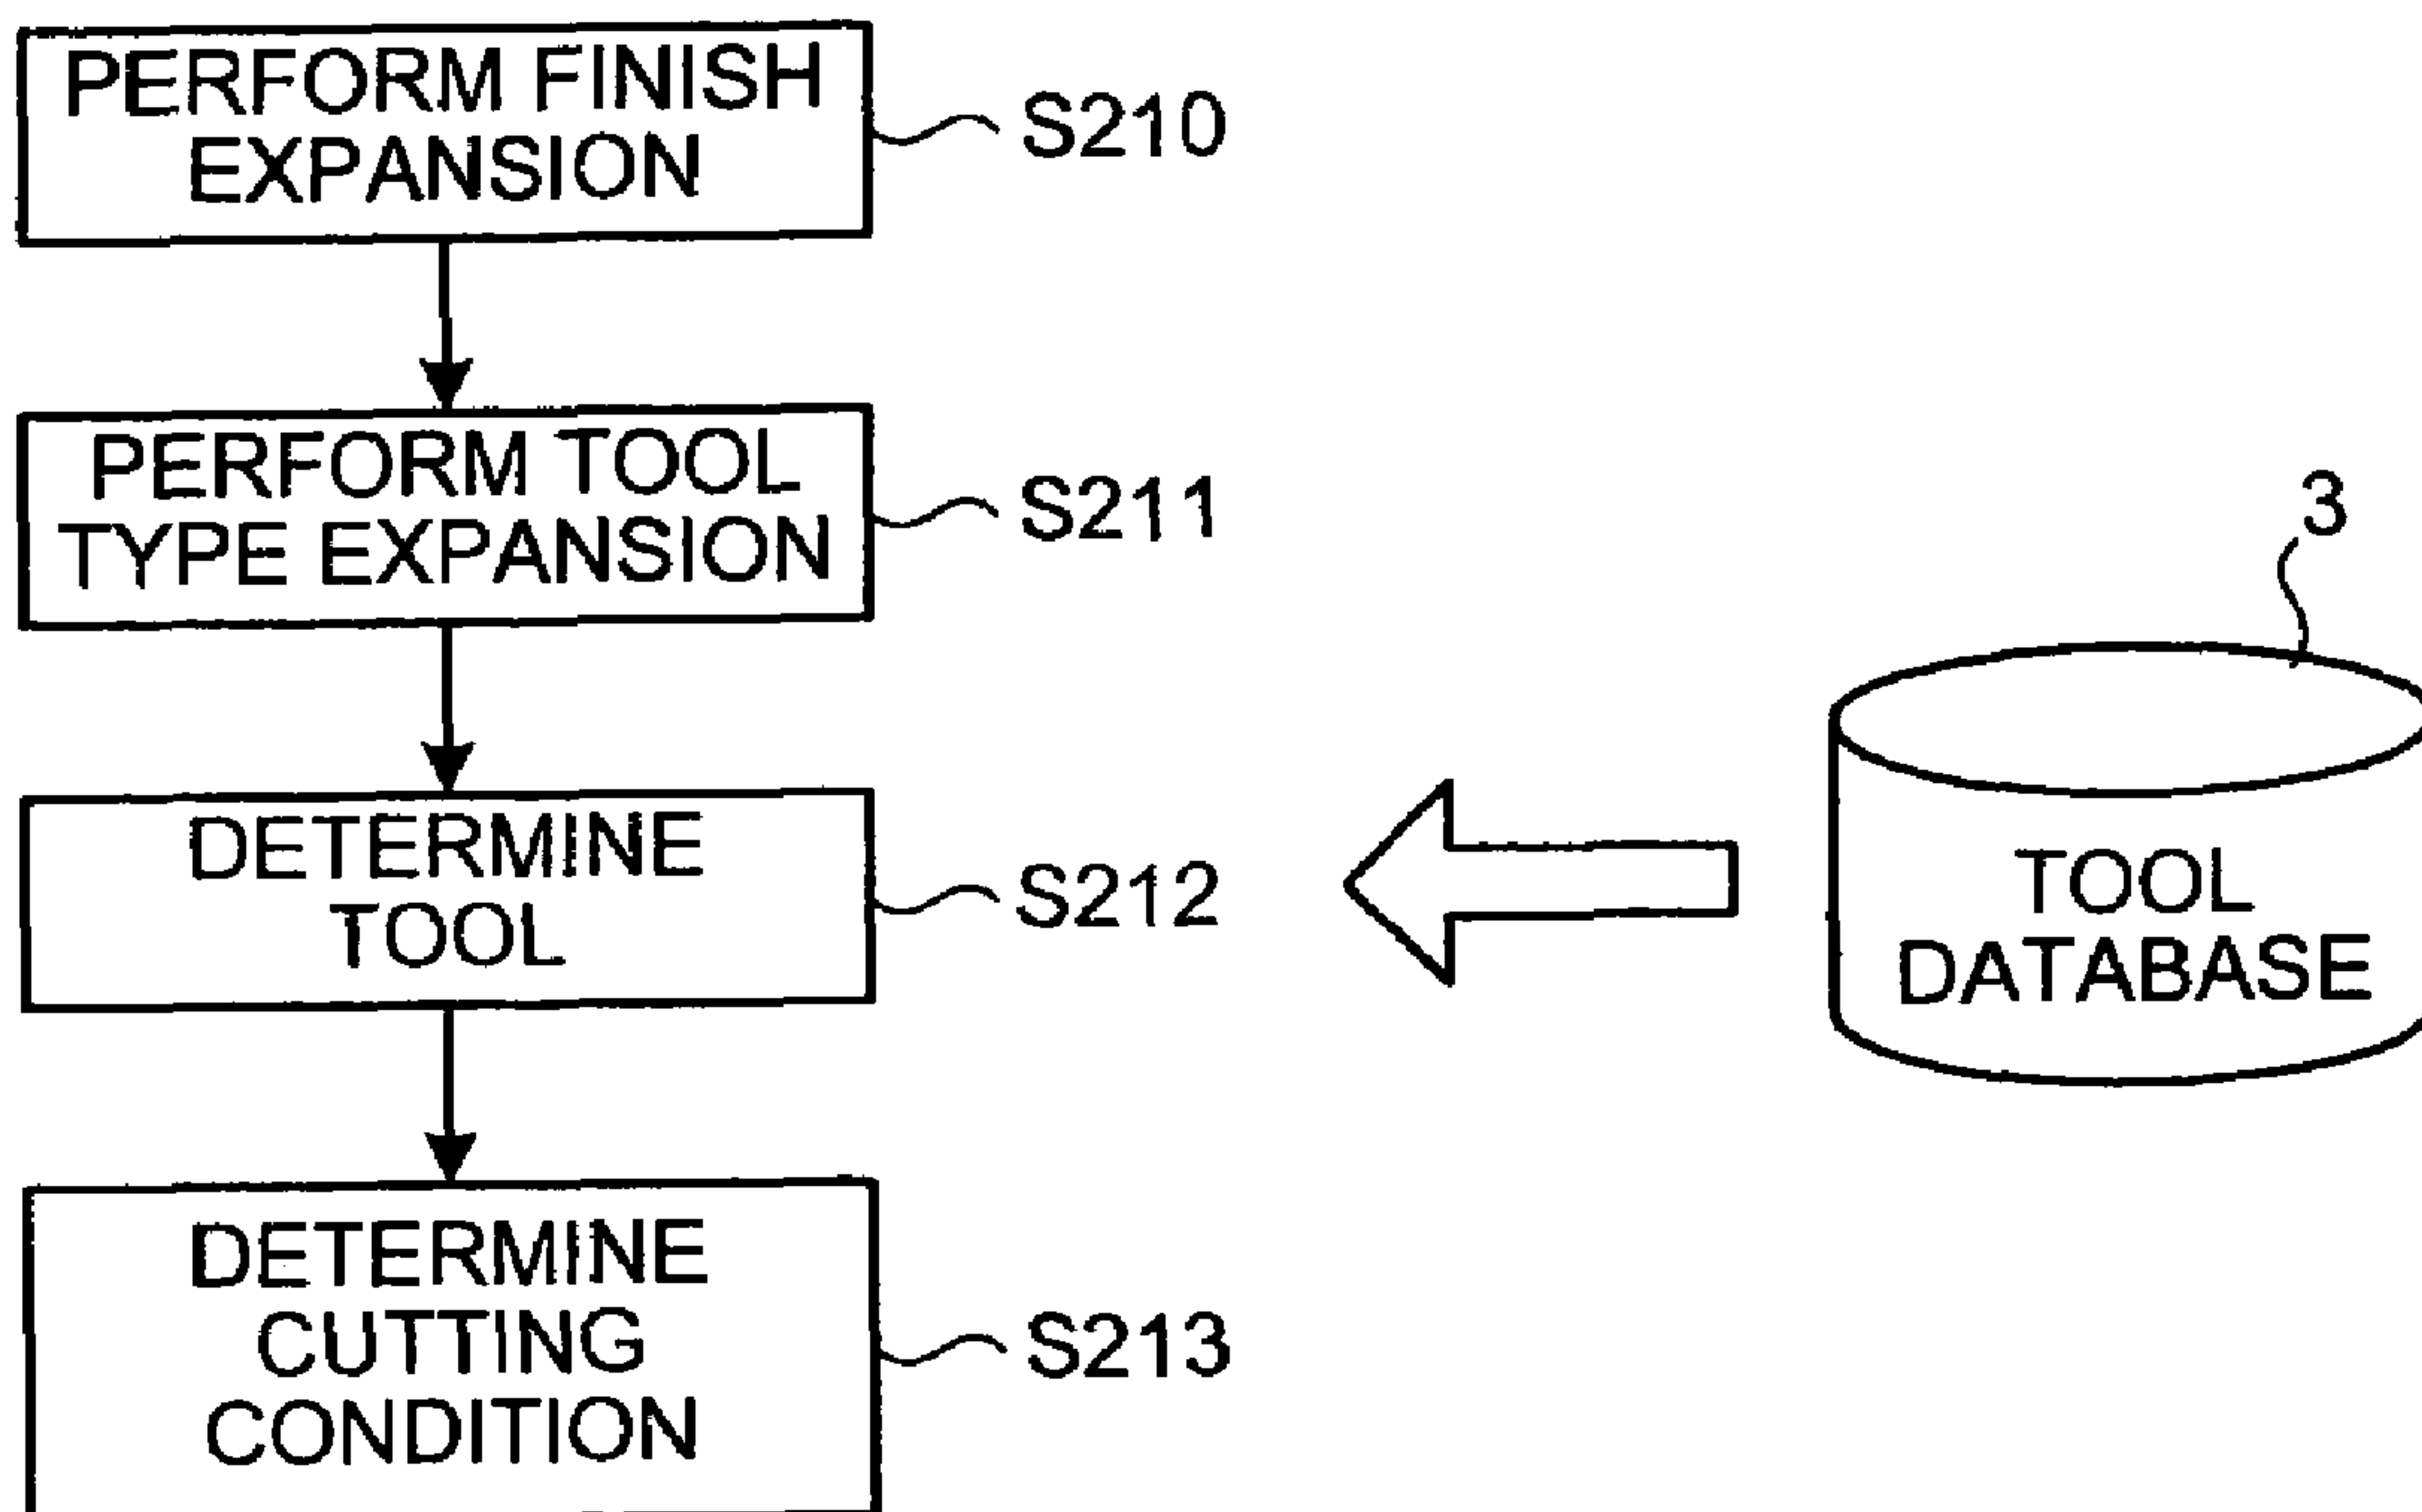 PERFORM FINISH
EXPANSION
S210
PERFORM TOOL
TYPE EXPANSION
S211
3
DETERMINE
TOOL
S212
TOOL
DATABASE
DETERMINE
CUTTING
CONDITION
S213